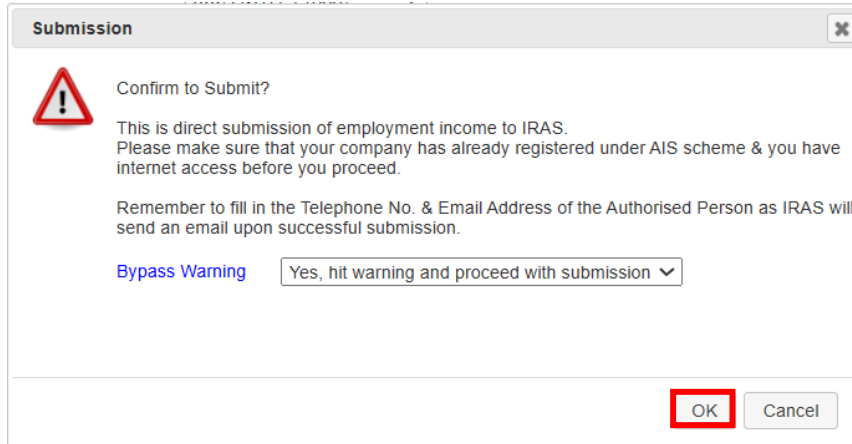 Submission
Confirm to Submit?
This is direct submission of employment income to IRAS.
Please make sure that your company has already registered under AIS scheme & you have
internet access before you proceed.
Remember to fill in the Telephone No. & Email Address of the Authorised Person as IRAS will
send an email upon successful submission.
Bypass Warning Yes, hit warning and proceed with submission
OK Cancel